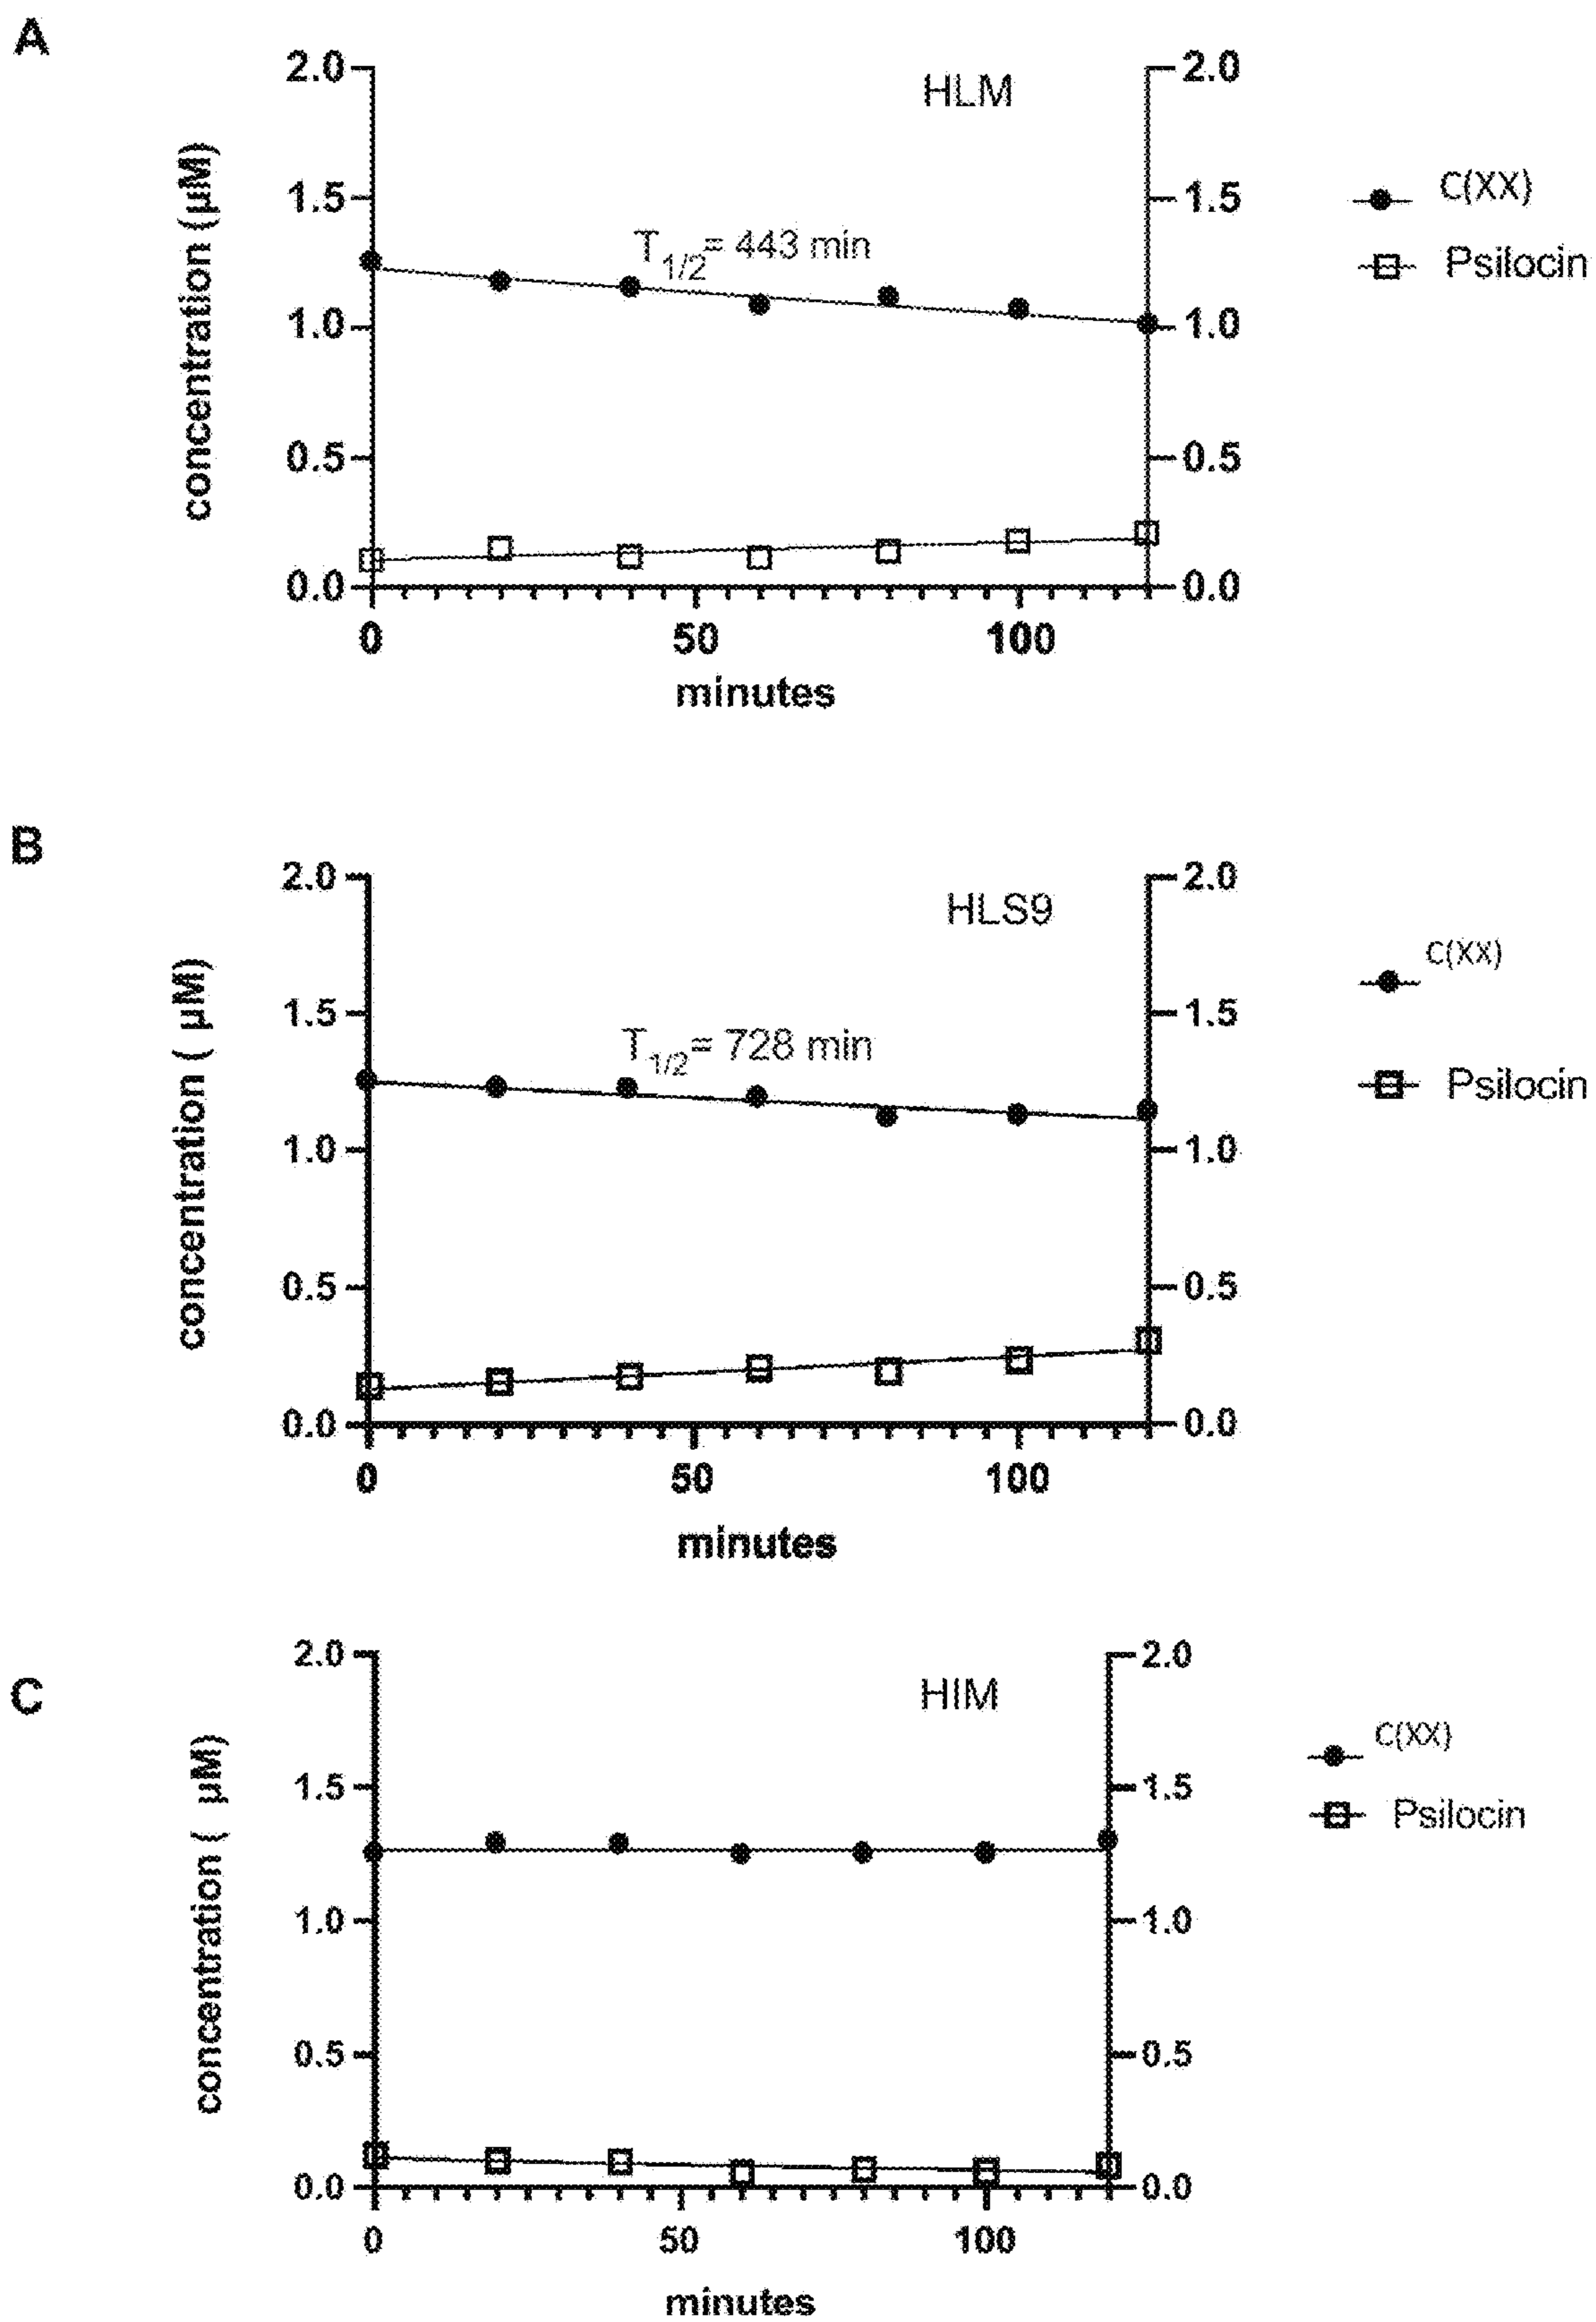 A
2.0
2.0
HLM
1.5
1.5
C(XX)
T1/2= 443 min
Psilocin
1.0
1.0
concentration (µM)
0.5
0.5
0.0
0.0
0
50
100
minutes
B
2.0
2.0
HLS9
C(XX)
1.5
1.5
T1/2= 728 min
Psilocin
1.0
1.0
concentration ( µM)
0.5
0.5
0.0
0.0
0
50
100
minutes
C
2.0
2.0
HIM
C(XX)
1.5
1.5
Psilocin
1.0
1.0
concentration ( µM)
0.5
0.5
0.0
0.0
0
50
100
minutes